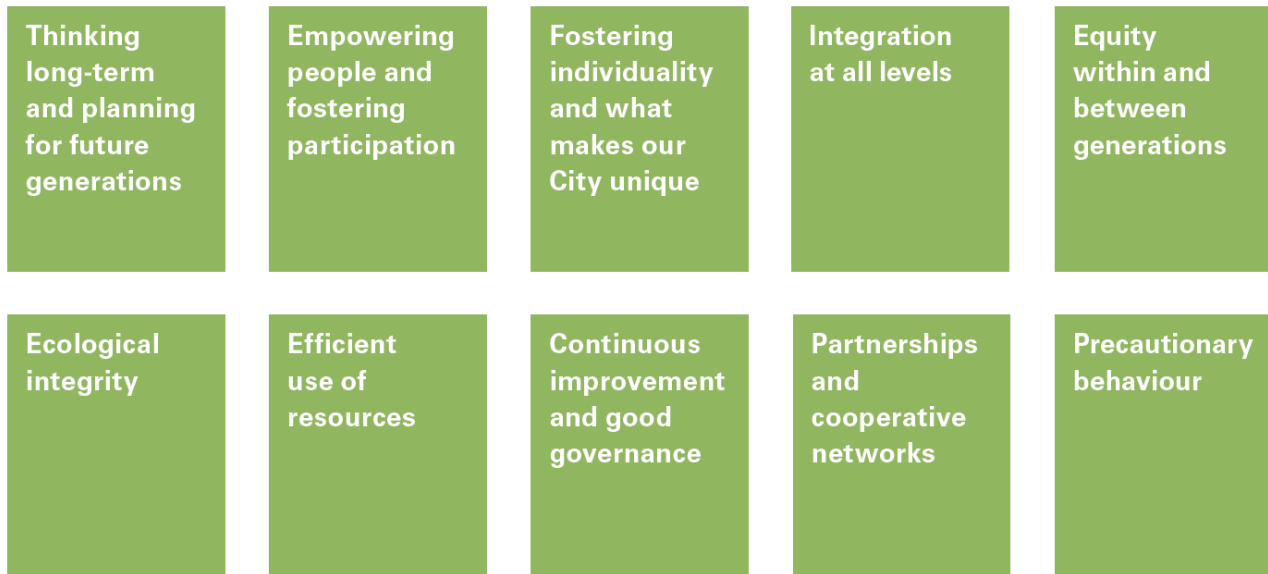 Thinking
long-term
and planning
for future
generations
Empowering
people and
fostering
participation
Fostering
individuality
and what
makes our
City unique
Integration
at all levels
Equity
within and
between
generations
Ecological
integrity
Efficient
use of
resources
Continuous
improvement
and good
governance
Partnerships
and
cooperative
networks
Precautionary
behaviour